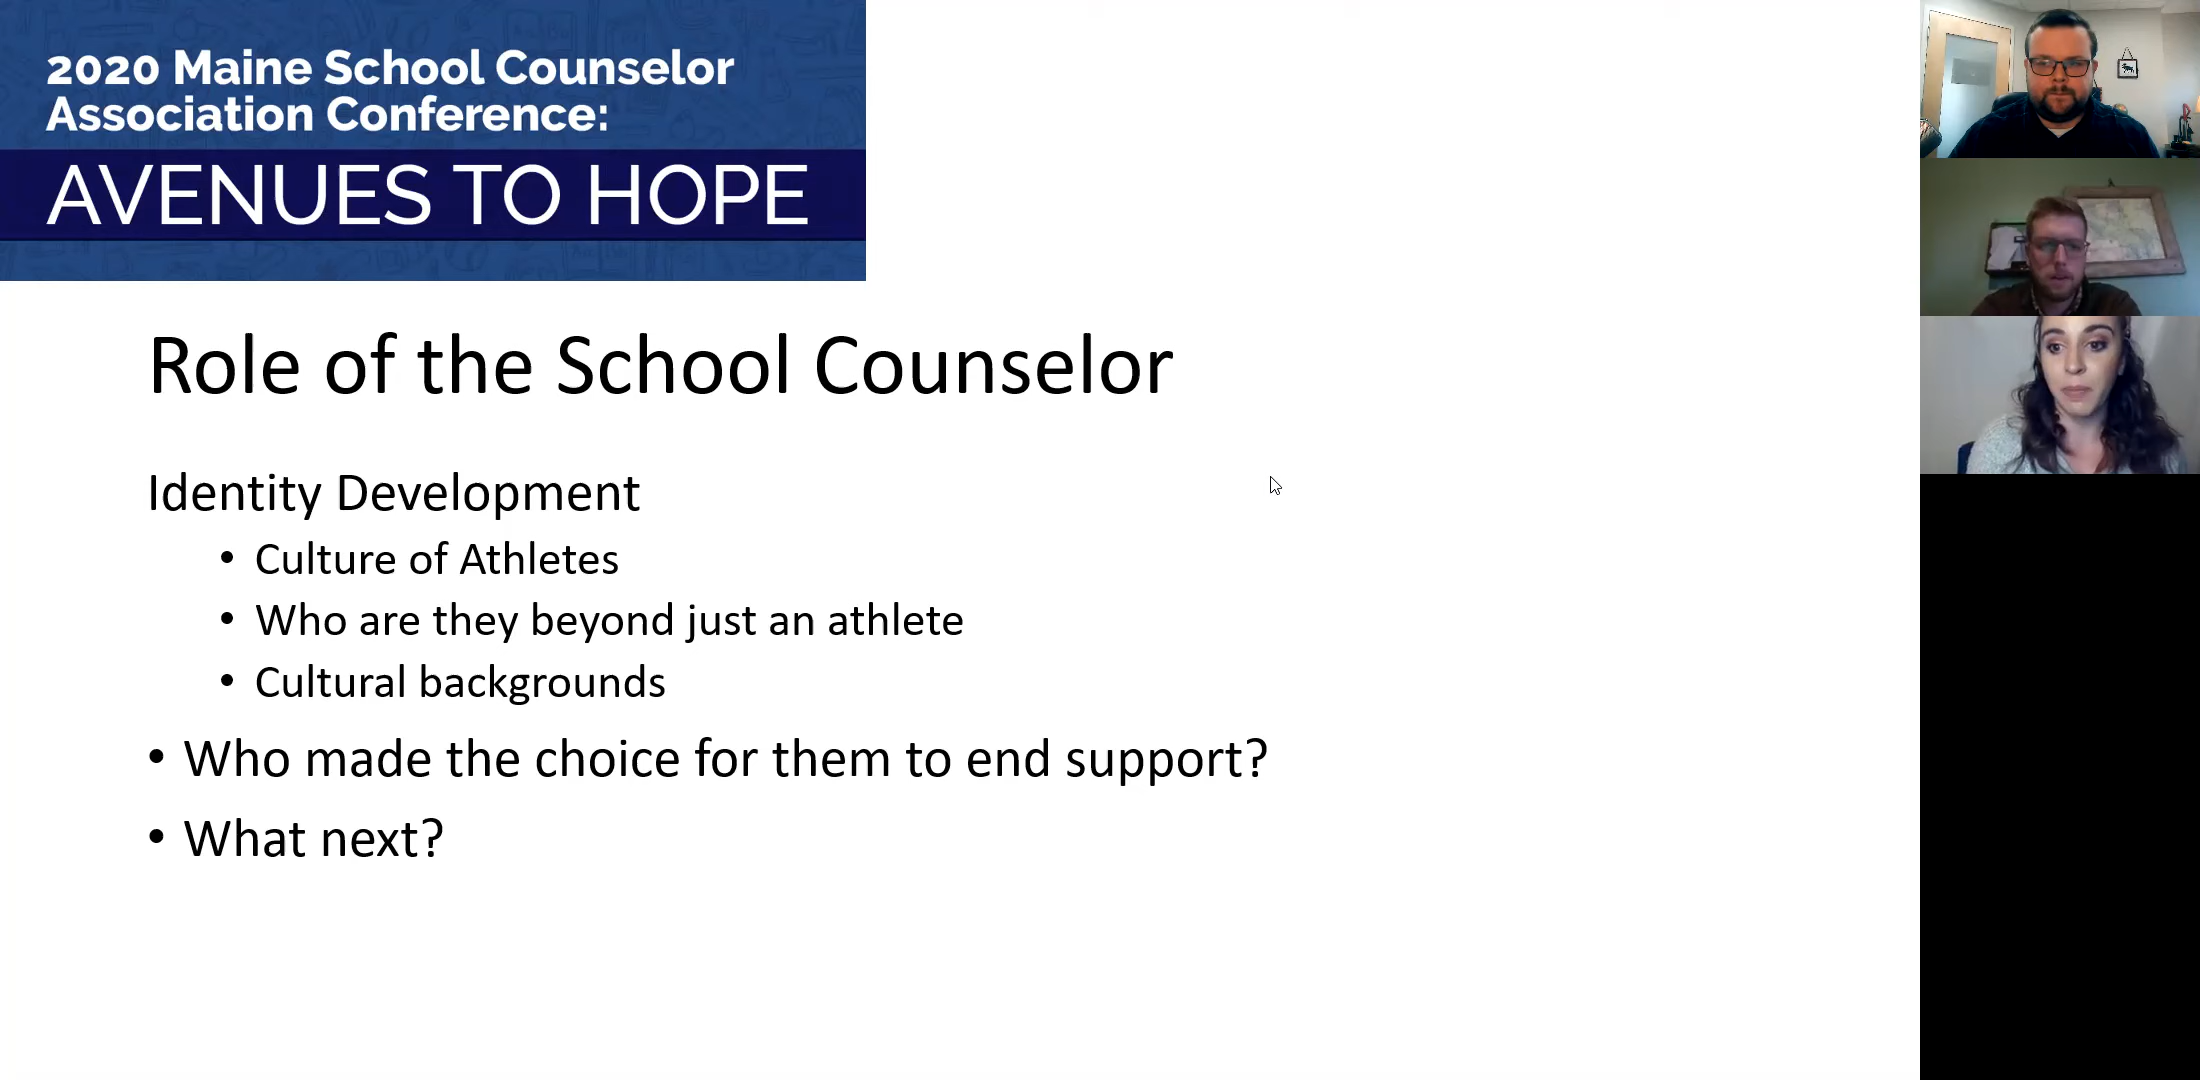 2020 Maine School Counselor
Association Conference:
AVENUES TO HOPE
Role of the School Counselor
Identity Development
• Culture of Athletes
• Who are they beyond just an athlete
• Cultural backgrounds
• Who made the choice for them to end support?
• What next?